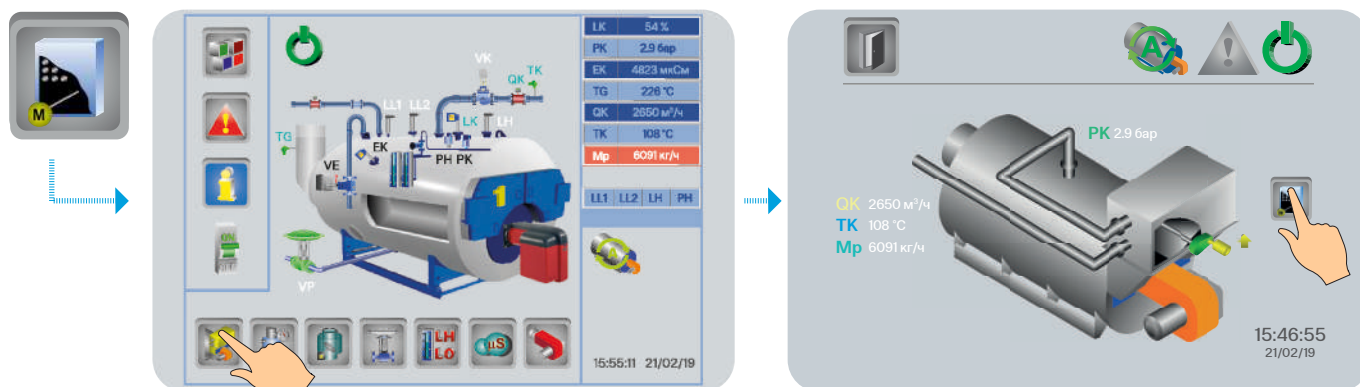 M
LK 54 %
PK 2.9 бар
EK 4823 мкСм
TG 226 °C
QK 2650 м³/ч
TK 108 °C
Mp 6091 кг/ч
LL1 LL2 LH PH
VK
TK
QK
LL1 LL2
LK LH
TG
EK
PH PK
VE
1
ON
VP
A
LH
LO
µS
15:55:11 21/02/19
A
PK 2.9 бар
QK 2650 м³/ч
TK 108 °C
Mp 6091 кг/ч
15:46:55
21/02/19